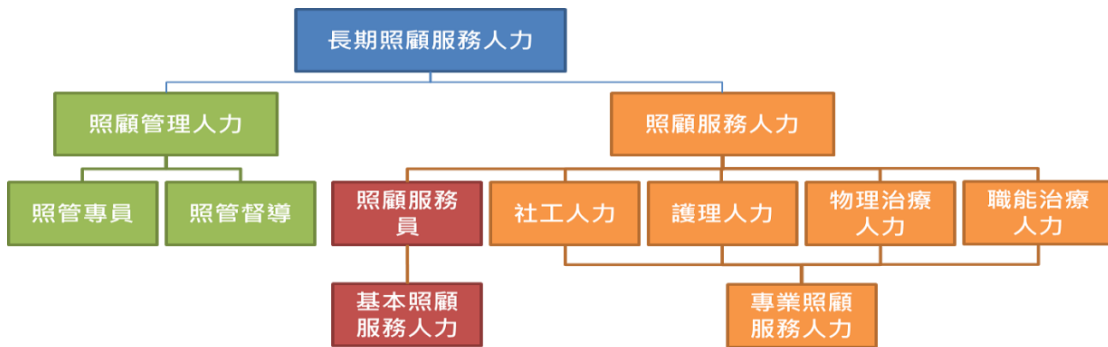 長期照顧服務人力
照顧管理人力
照顧服務人力
照管專員
照管督導
照顧服務
員
社工人力
護理人力
物理治療
人力
職能治療
人力
基本照顧
服務人力
專業照顧
服務人力